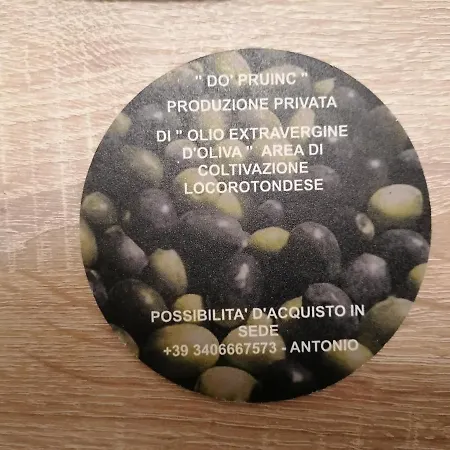 " DO' PRUINC "
PRODUZIONE PRIVATA
DI " OLIO EXTRAVERGINE
D'OLIVA " AREA DI
COLTIVAZIONE
LOCOROTONDESE
POSSIBILITA' D'ACQUISTO IN
SEDE
+39 3406667573 - ANTONIO